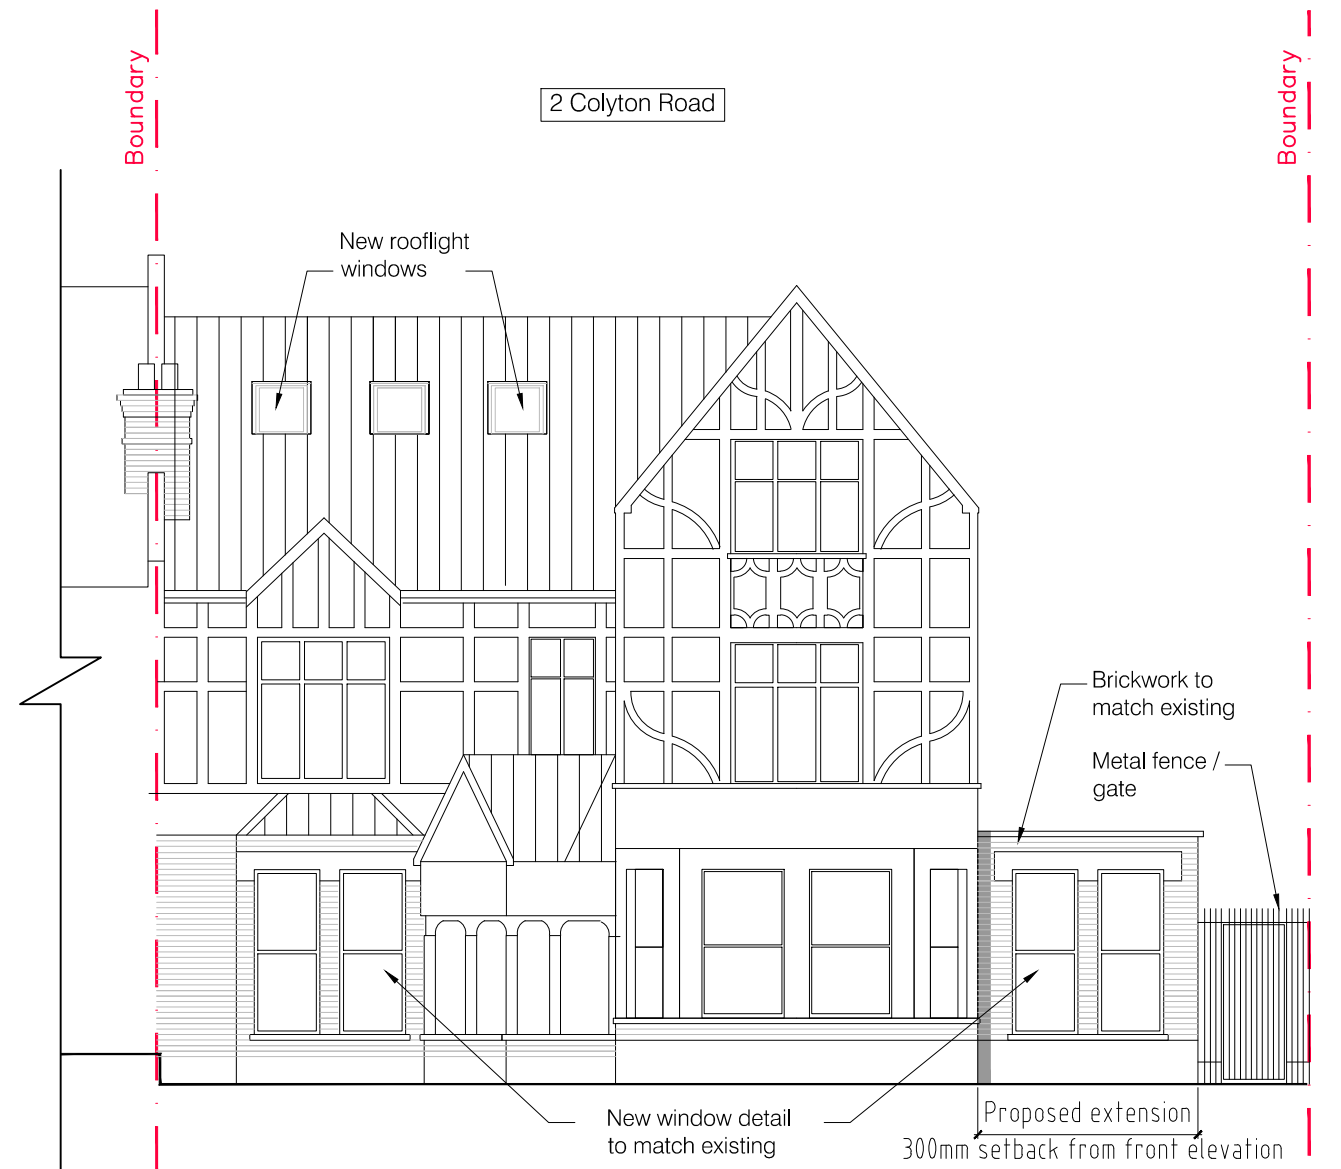 Boundary
Boundary
2 Colyton Road
New rooflight
windows
Brickwork to
match existing
Metal fence /
gate
New window detail
to match existing
Proposed extension
300mm setback from front elevation